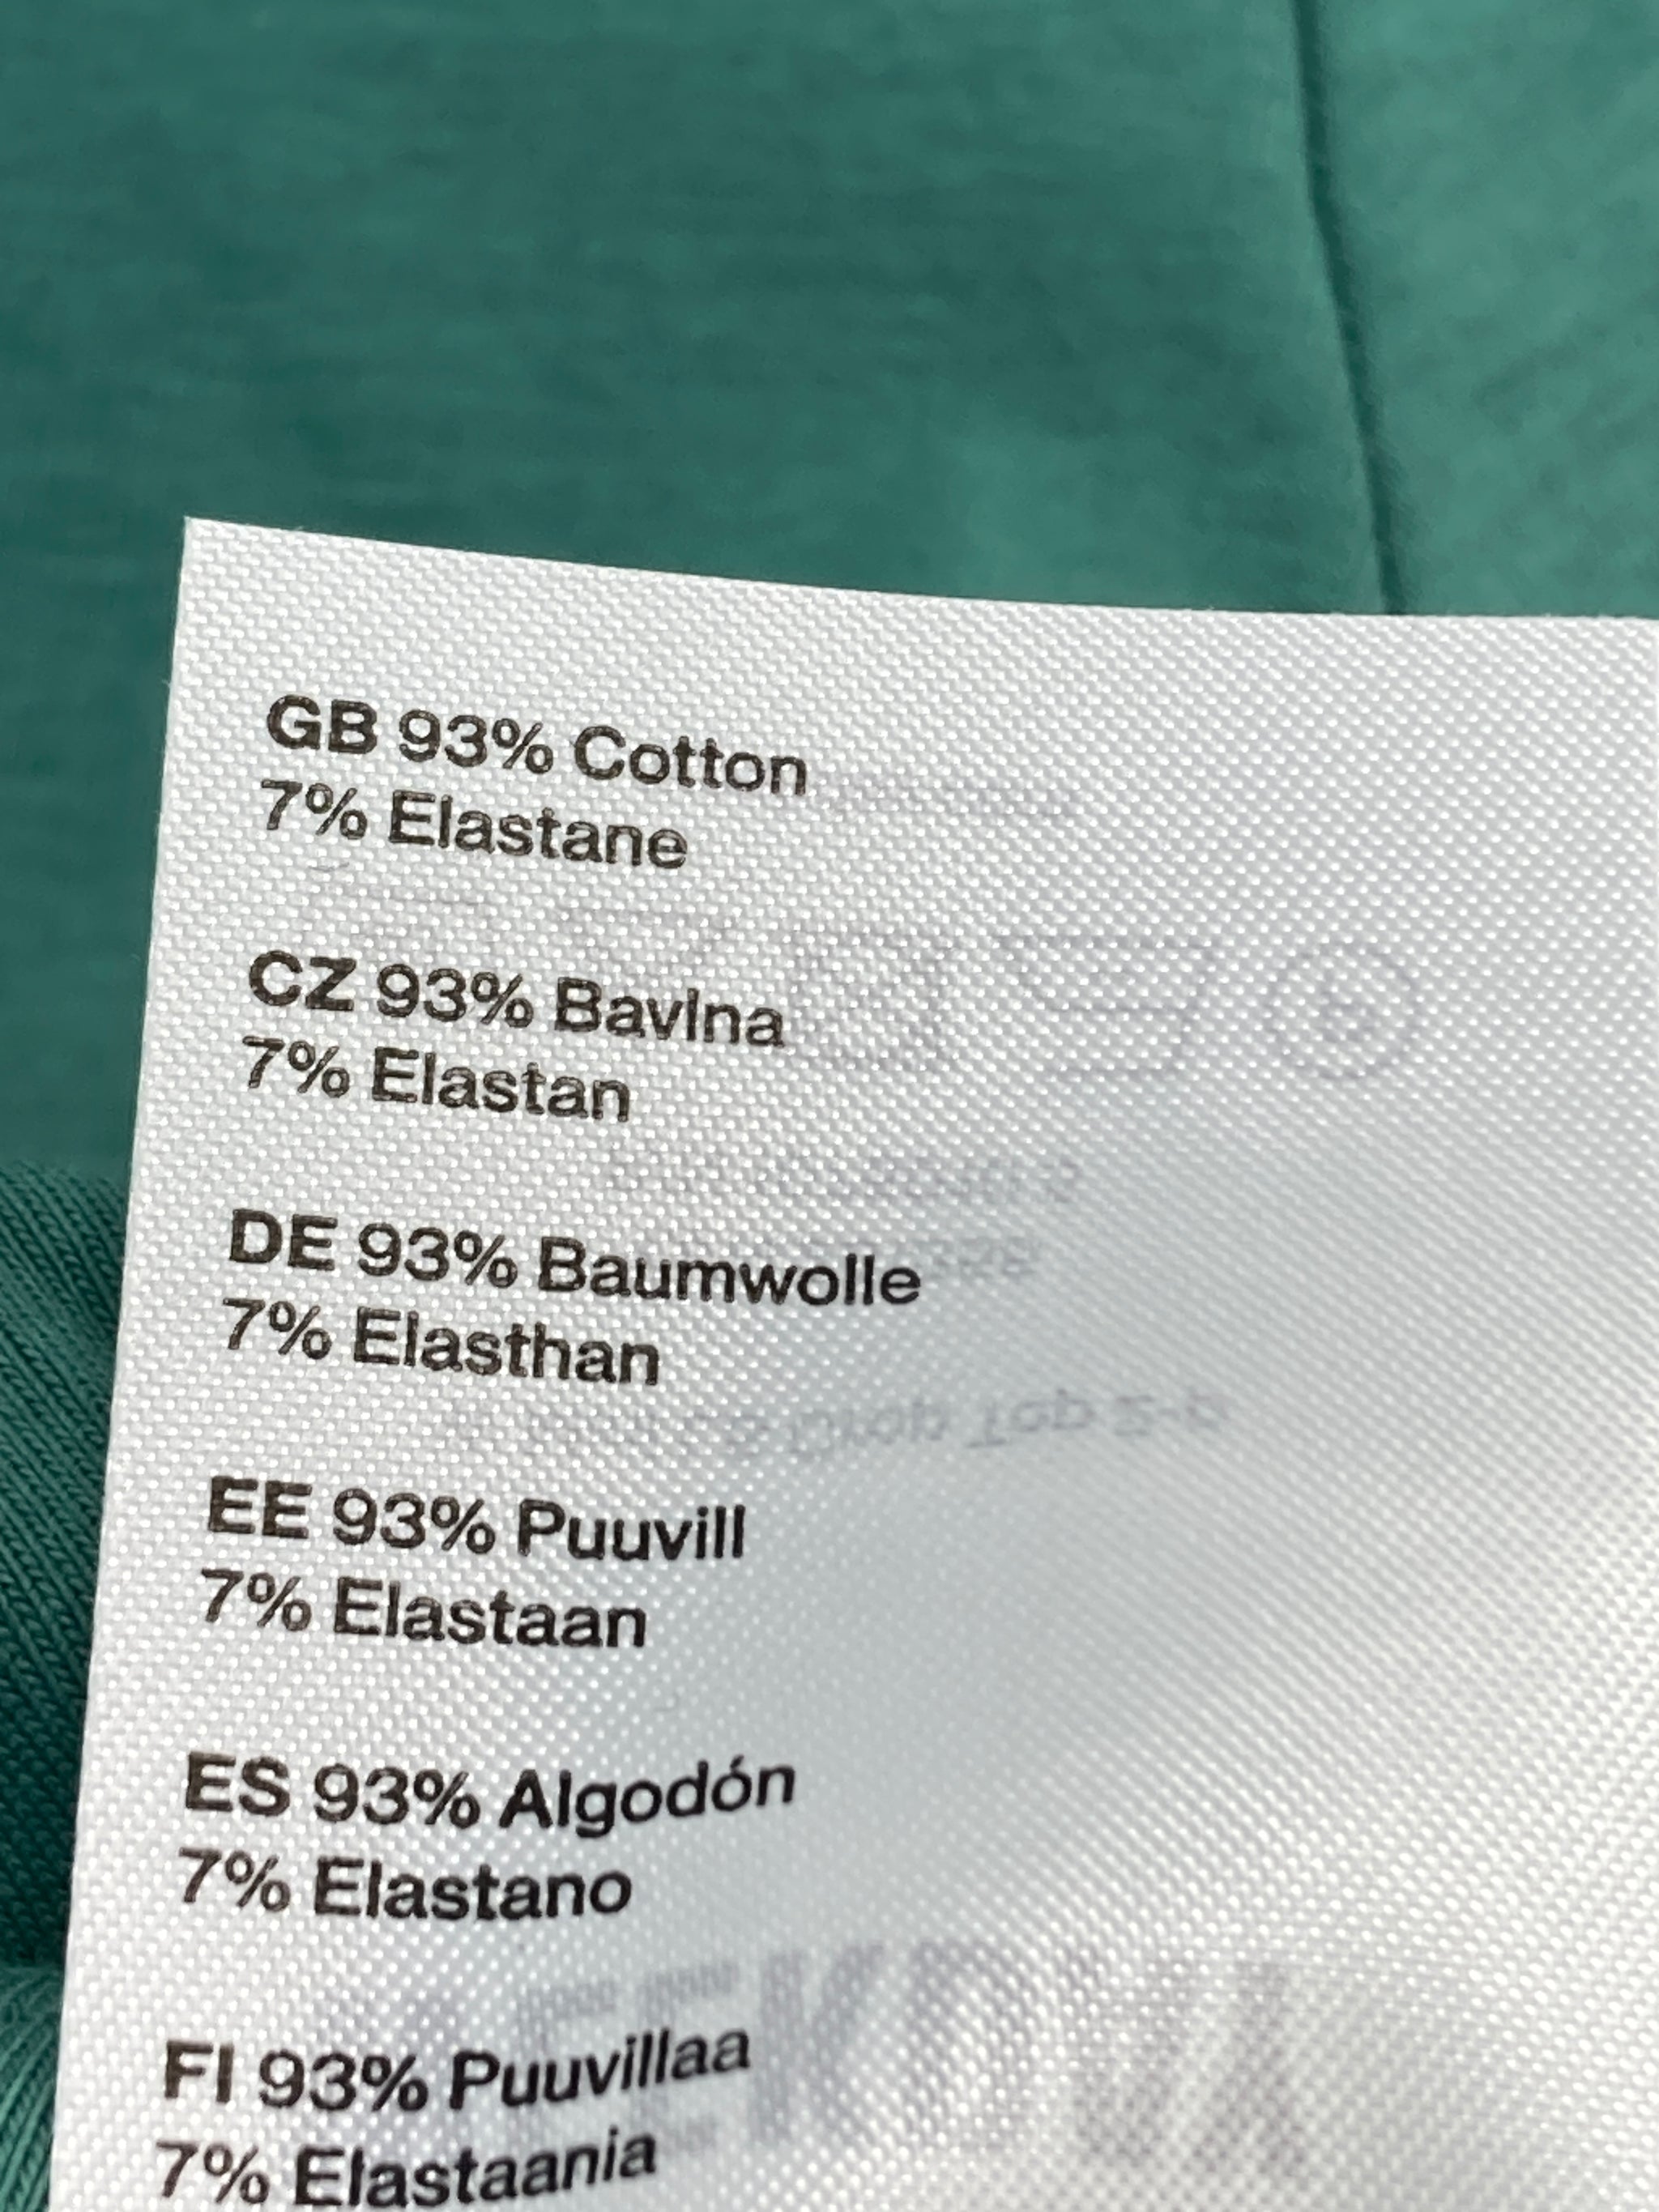 GB 93% Cotton
7% Elastane
CZ 93% Bavlna
7% Elastan
DE 93% Baumwolle
7% Elasthan
EE 93% Puuvill
7% Elastaan
ES 93% Algodón
7% Elastano
FI 93% Puuvillaa
7% Elastaania